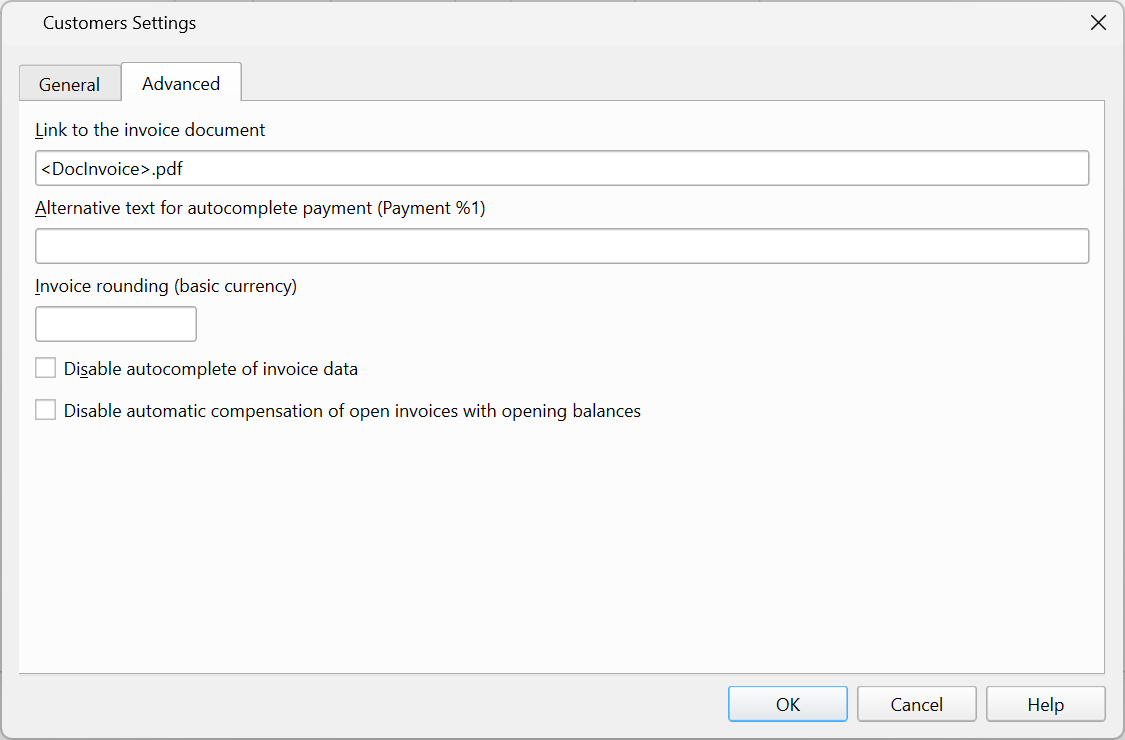 Customers Settings
General
Advanced
Link to the invoice document
<DocInvoice>.pdf
Alternative text for autocomplete payment (Payment %1)
Invoice rounding (basic currency)
Disable autocomplete of invoice data
Disable automatic compensation of open invoices with opening balances
OK
Cancel
Help